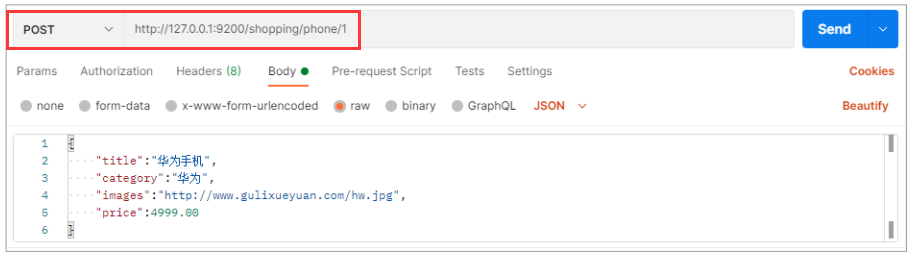 POST http://127.0.0.1:9200/shopping/phone/1 Send
Params Authorization Headers (8) Body Pre-request Script Tests Settings Cookies
none form-data x-www-form-urlencoded raw binary GraphQL JSON Beautify
1 {
2 "title":"华为手机",
3 "category":"华为",
4 "images":"http://www.gulixueyuan.com/hw.jpg",
5 "price":4999.00
6 }